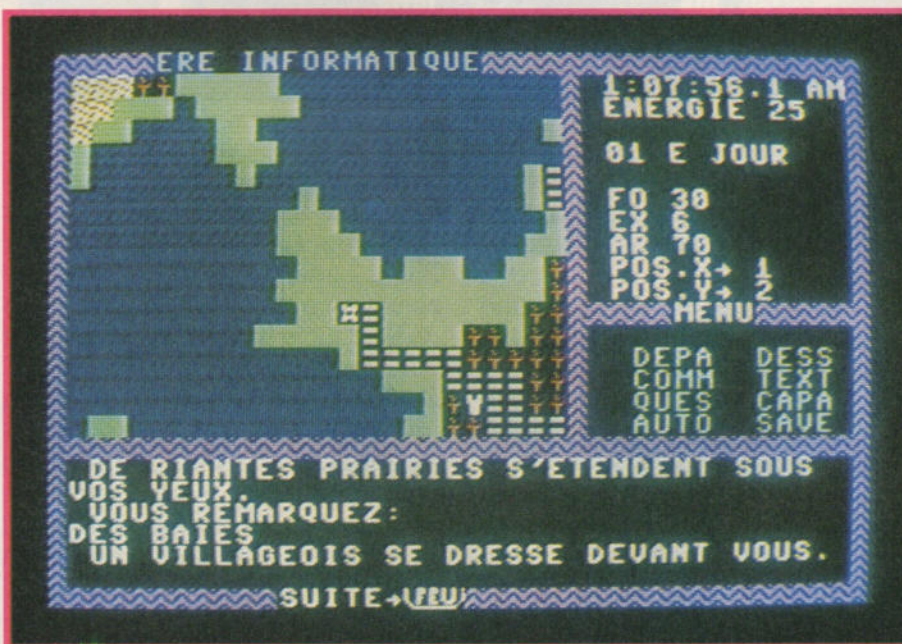 ERE INFORMATIQUE
1:07:56.1 AM
ENERGIE 25
01 E JOUR
FO 30
EX 6
AR 70
POS.X→ 1
POS.Y→ 2
MENU
DEPA DESS
COMM TEXT
QUES CAPA
AUTO SAVE
DE RIANTES PRAIRIES S'ETENDENT SOUS
VOS YEUX.
VOUS REMARQUEZ:
DES BAIES
UN VILLAGEOIS SE DRESSE DEVANT VOUS.
SUITE→(FEU)